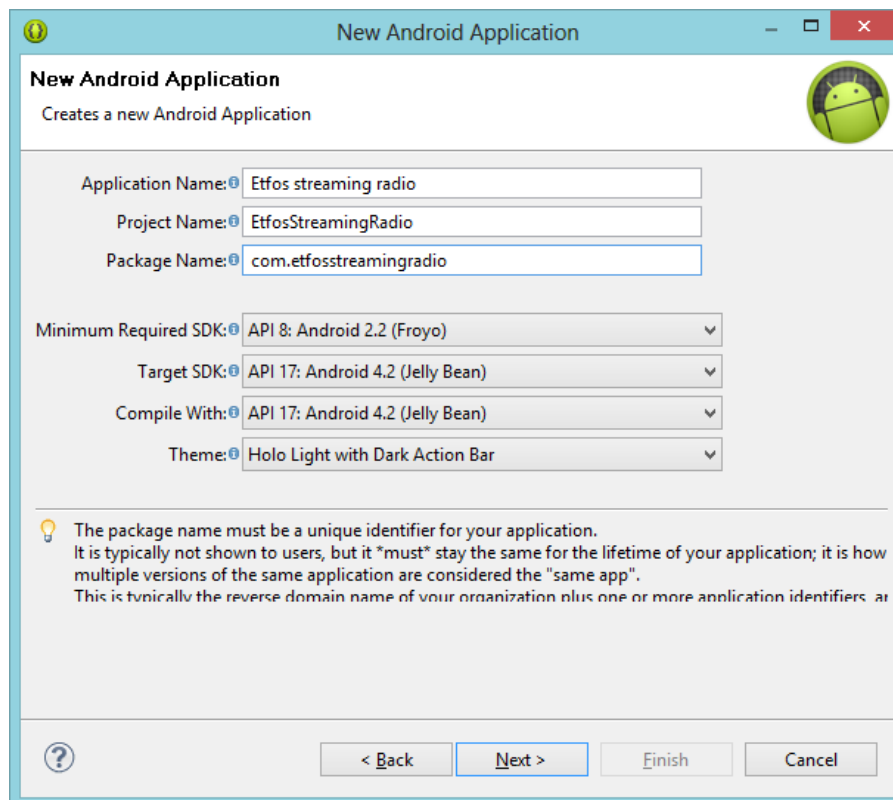 New Android Application
New Android Application
Creates a new Android Application
Application Name: Etfos streaming radio
Project Name: EtfosStreamingRadio
Package Name: com.etfosstreamingradio
Minimum Required SDK: API 8: Android 2.2 (Froyo)
Target SDK: API 17: Android 4.2 (Jelly Bean)
Compile With: API 17: Android 4.2 (Jelly Bean)
Theme: Holo Light with Dark Action Bar
The package name must be a unique identifier for your application.
It is typically not shown to users, but it *must* stay the same for the lifetime of your application; it is how
multiple versions of the same application are considered the "same app".
This is typically the reverse domain name of your organization plus one or more application identifiers, 
< Back Next > Finish Cancel